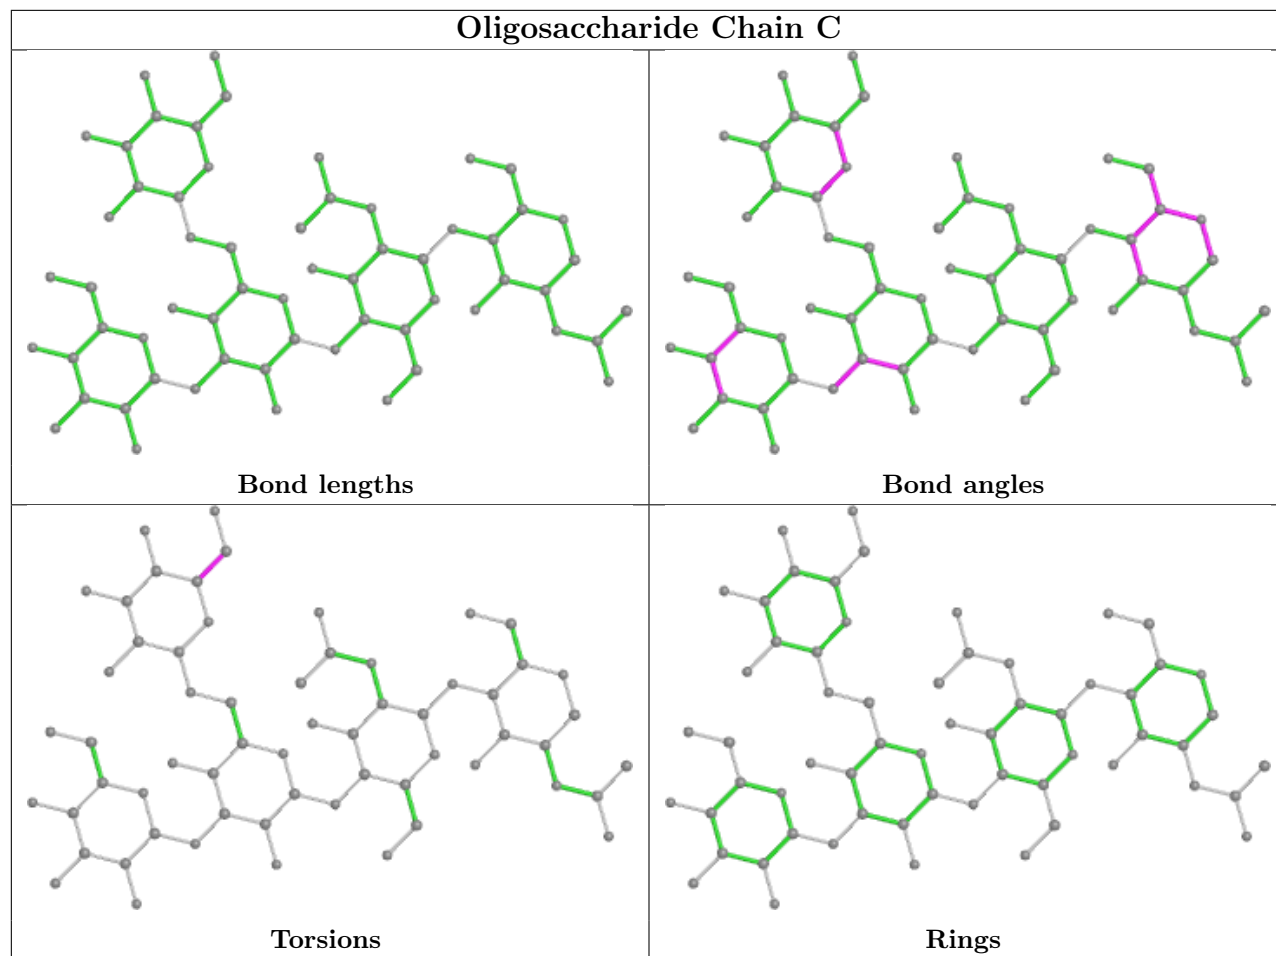 Oligosaccharide Chain C
Bond lengths
Bond angles
Torsions
Rings